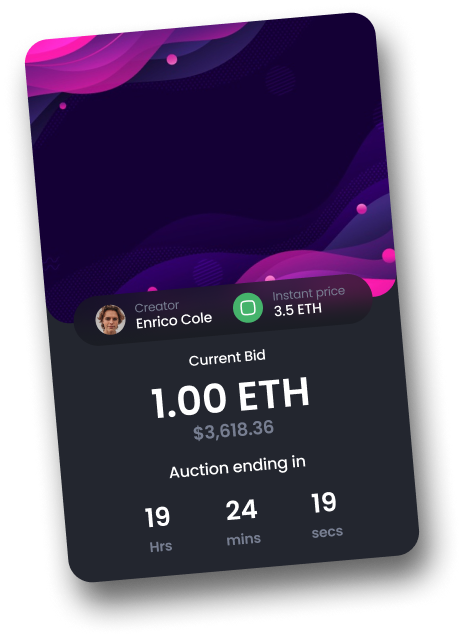 Creator
Enrico Cole
Instant price
3.5 ETH
Current Bid
1.00 ETH
$3,618.36
Auction ending in
19 24 19
Hrs mins secs